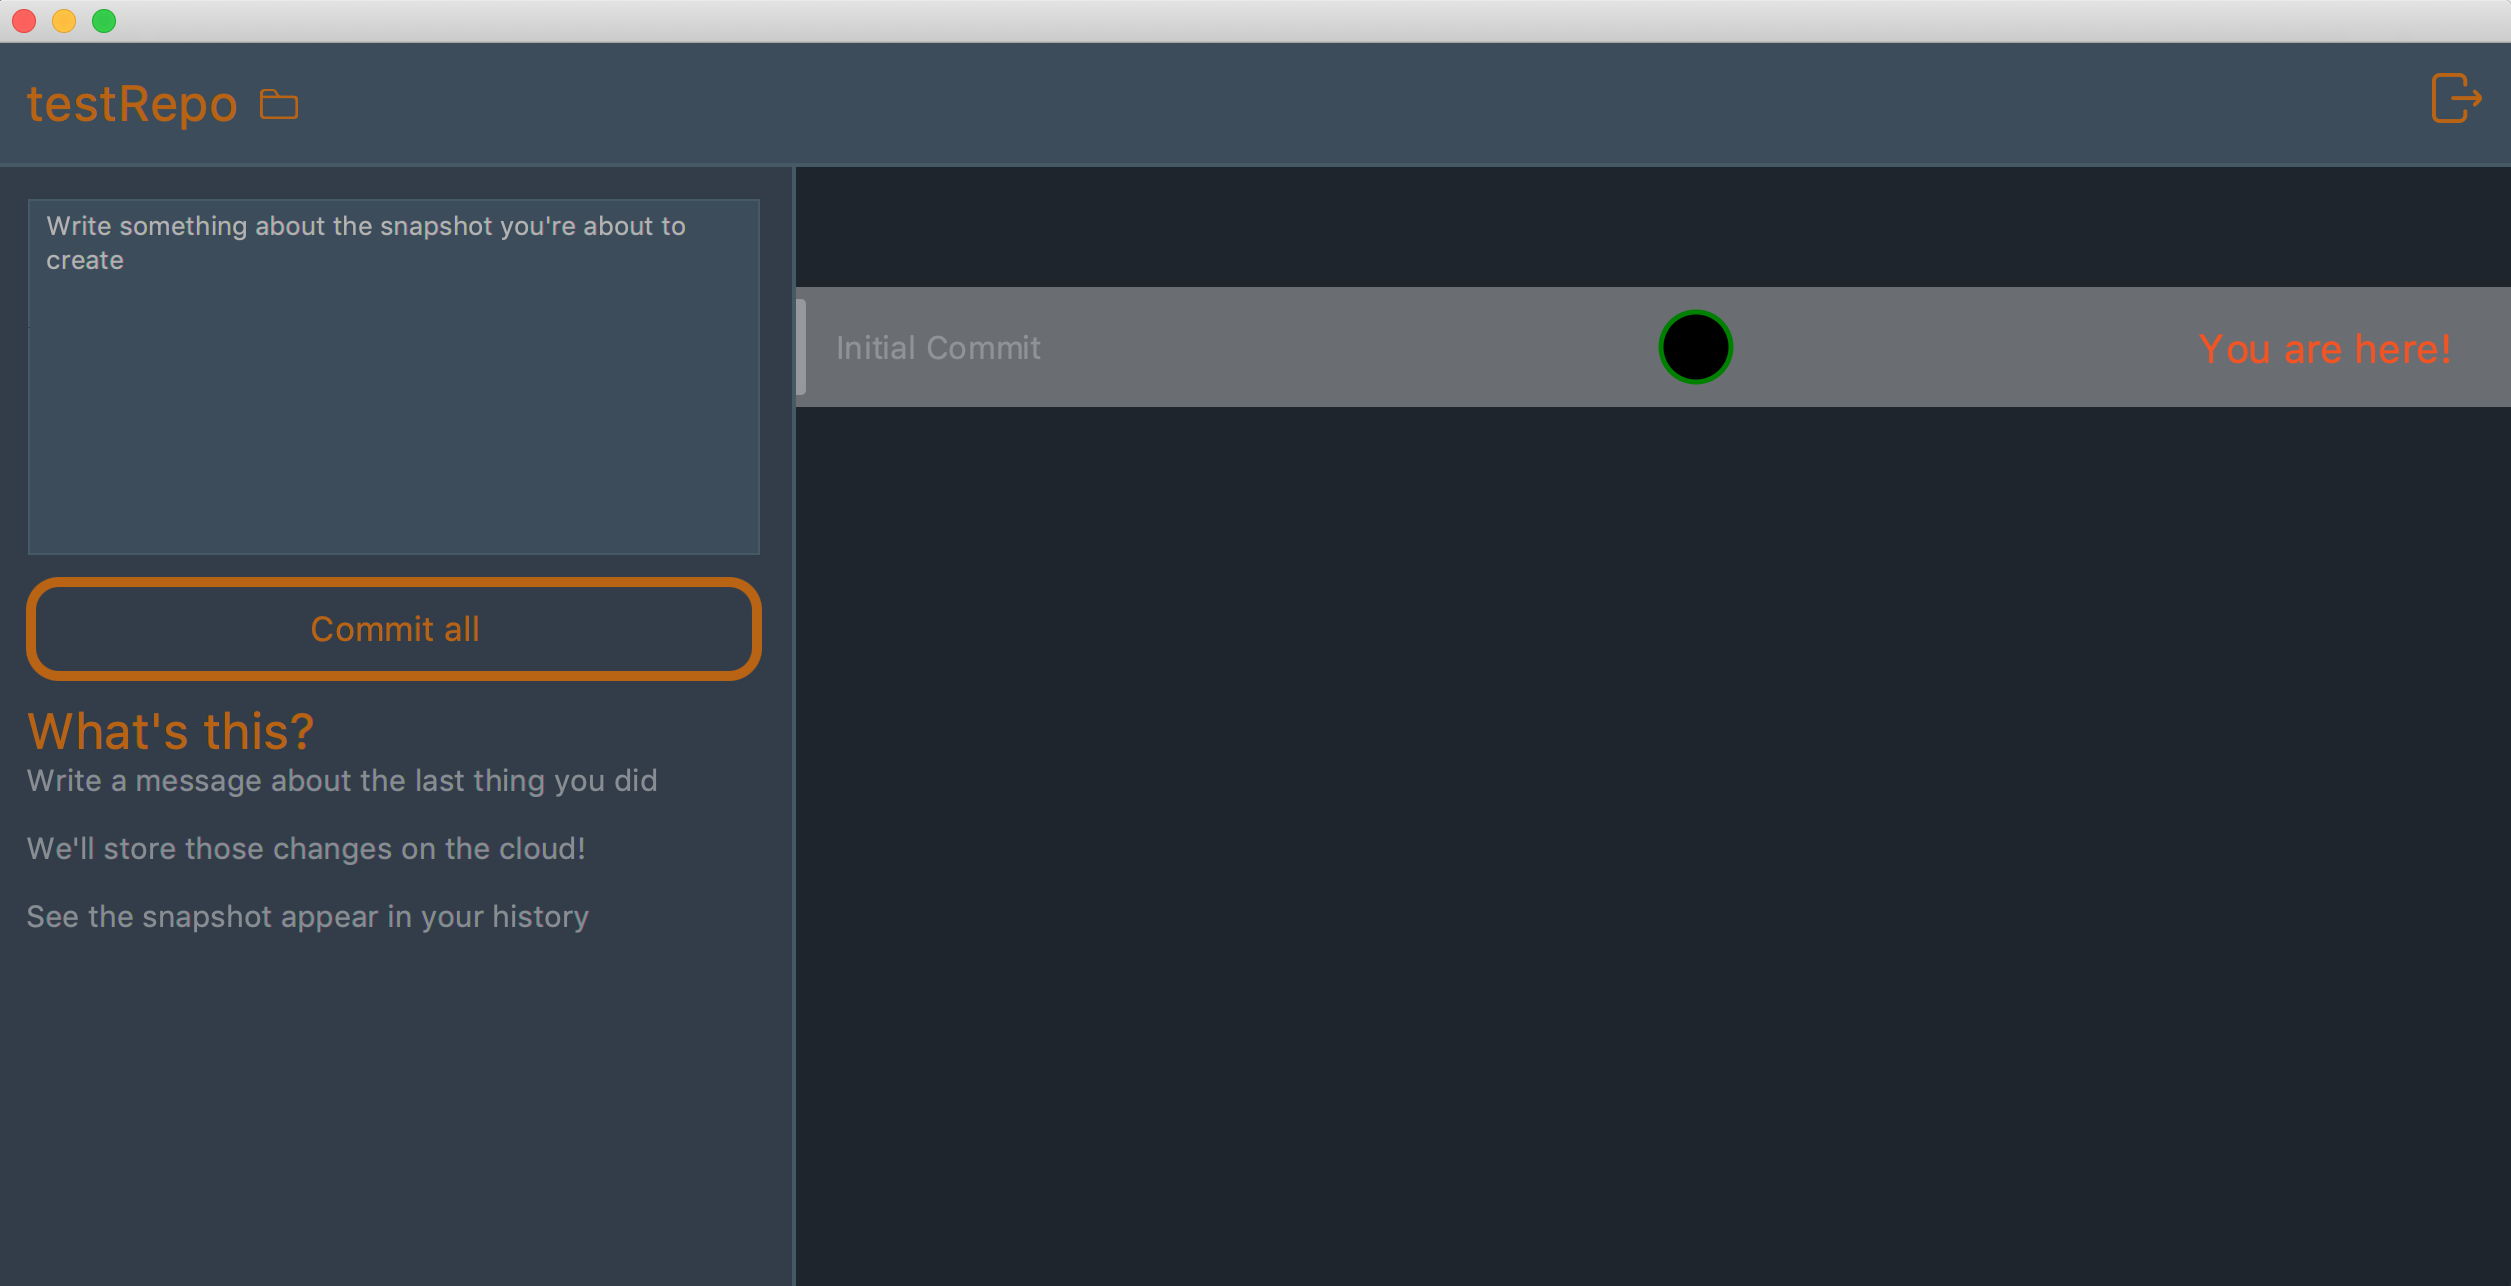 testRepo
Write something about the snapshot you're about to
create
Commit all
What's this?
Write a message about the last thing you did
We'll store those changes on the cloud!
See the snapshot appear in your history
Initial Commit
You are here!